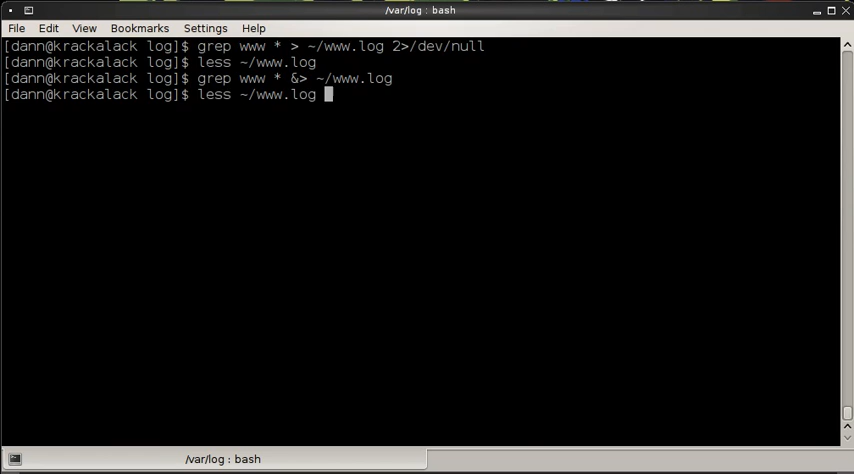 /var/log : bash
File Edit View Bookmarks Settings Help
[dann@krackalack log]$ grep www * > ~/www.log 2>/dev/null
[dann@krackalack log]$ less ~/www.log
[dann@krackalack log]$ grep www * &> ~/www.log
[dann@krackalack log]$ less ~/www.log
/var/log : bash